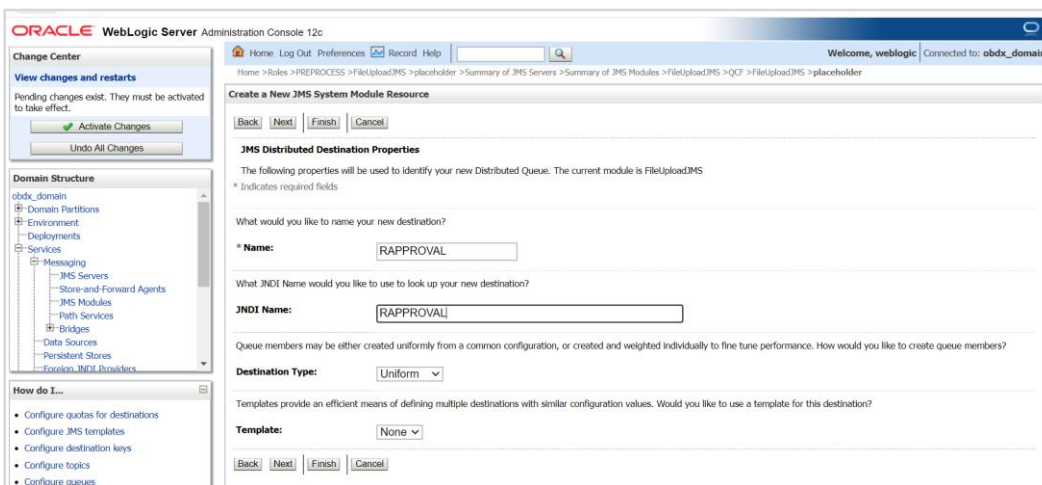 ORACLE WebLogic Server Administration Console 12c
Change Center
View changes and restarts
Pending changes exist. They must be activated
to take effect.
Activate Changes
Undo All Changes
Domain Structure
obdx_domain
Domain Partitions
Environment
Deployments
Services
Messaging
JMS Servers
Store-and-Forward Agents
JMS Modules
Path Services
Bridges
Data Sources
Persistent Stores
Foreign JNDI Providers
How do I...
Configure quotas for destinations
Configure JMS templates
Configure destination keys
Configure topics
Configure queues
Home Log Out Preferences Record Help
Welcome, weblogic Connected to: obdx_domain
Home >Roles >PREPROCESS >FileUploadJMS >placeholder >Summary of JMS Servers >Summary of JMS Modules >FileUploadJMS >QCF >FileUploadJMS >placeholder
Create a New JMS System Module Resource
Back Next Finish Cancel
JMS Distributed Destination Properties
The following properties will be used to identify your new Distributed Queue. The current module is FileUploadJMS
* Indicates required fields
What would you like to name your new destination?
* Name: RAPPROVAL
What JNDI Name would you like to use to look up your new destination?
JNDI Name: RAPPROVAL
Queue members may be either created uniformly from a common configuration, or created and weighted individually to fine tune performance. How would you like to create queue members?
Destination Type: Uniform
Templates provide an efficient means of defining multiple destinations with similar configuration values. Would you like to use a template for this destination?
Template: None
Back Next Finish Cancel